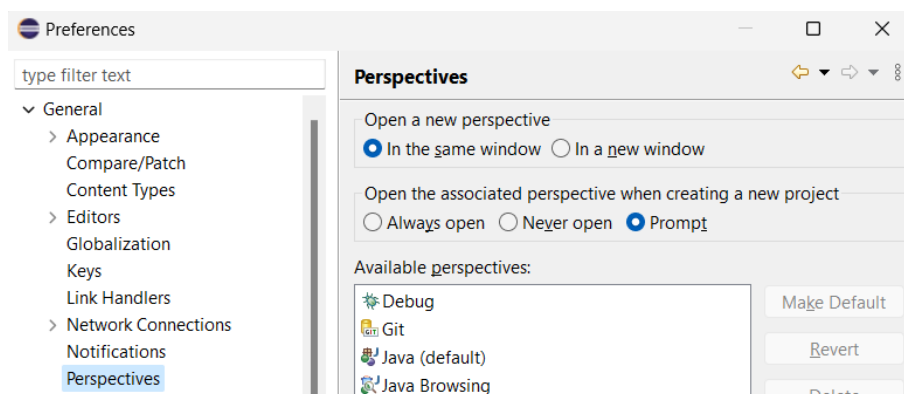 Preferences
type filter text
General
Appearance
Compare/Patch
Content Types
Editors
Globalization
Keys
Link Handlers
Network Connections
Notifications
Perspectives
Perspectives
Open a new perspective
In the same window In a new window
Open the associated perspective when creating a new project
Always open Never open Prompt
Available perspectives:
Debug
Git
Java (default)
Java Browsing
Make Default
Revert
Delete